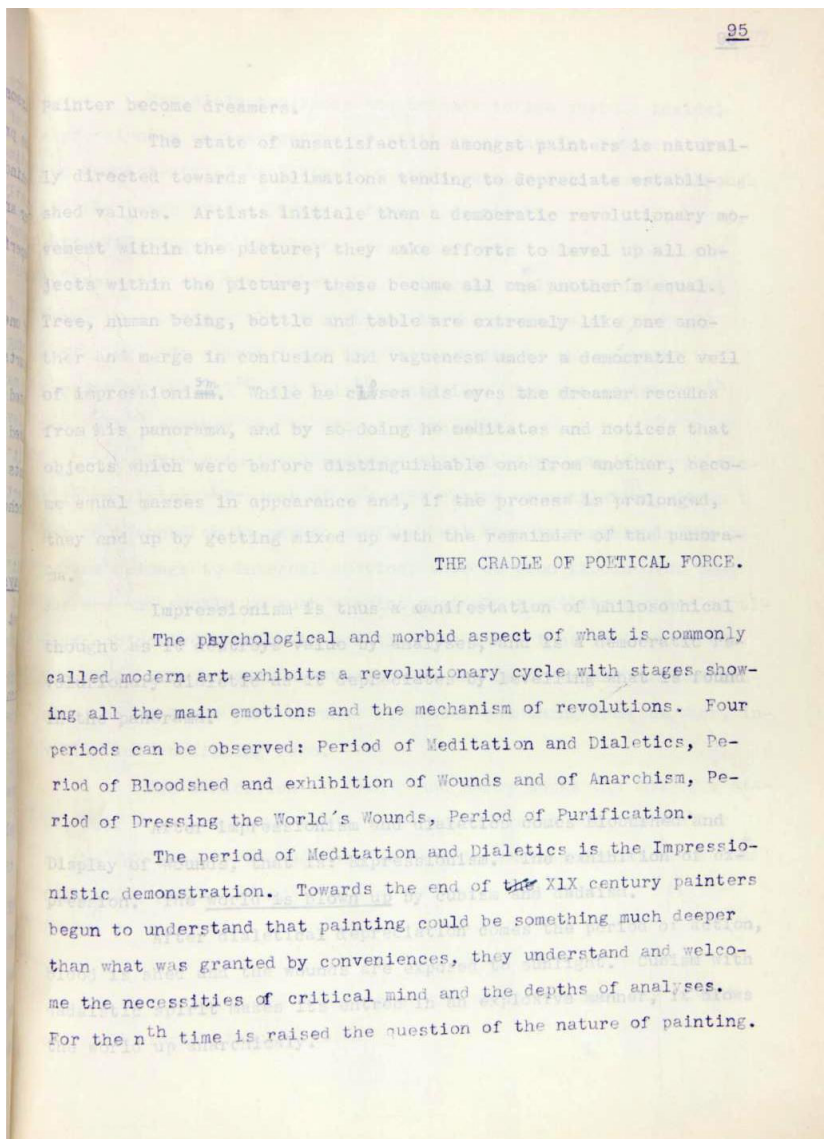 95
Painter become dreamers.
The state of unsatisfaction amongst painters is natural-
ly directed towards sublimations tending to depreciate establi-
shed values. Artists initiale then a democratic revolutionary mo-
vement within the picture; they make efforts to level up all ob-
jects within the picture; these become all one another´s equal.
Tree, human being, bottle and table are extremely like one ano-
ther and merge in confusion and vagueness under a democratic veil
of impressionism. While he closes his eyes the dreamer recedes
from his panorama, and by so doing he meditates and notices that
objects which were before distinguishable one from another, beco-
me equal masses in appearance and, if the process is prolonged,
they end up by getting mixed up with the remainder of the panora-
ma.
THE CRADLE OF POETICAL FORCE.
Impressionism is thus a manifestation of philosophical
The phychological and morbid aspect of what is commonly
called modern art exhibits a revolutionary cycle with stages show-
ing all the main emotions and the mechanism of revolutions. Four
periods can be observed: Period of Meditation and Dialetics, Pe-
riod of Bloodshed and exhibition of Wounds and of Anarchism, Pe-
riod of Dressing the World´s Wounds, Period of Purification.
The period of Meditation and Dialetics is the Impressio-
nistic demonstration. Towards the end of the X1X century painters
begun to understand that painting could be something much deeper
than what was granted by conveniences, they understand and welco-
me the necessities of critical mind and the depths of analyses.
For the nth time is raised the question of the nature of painting.